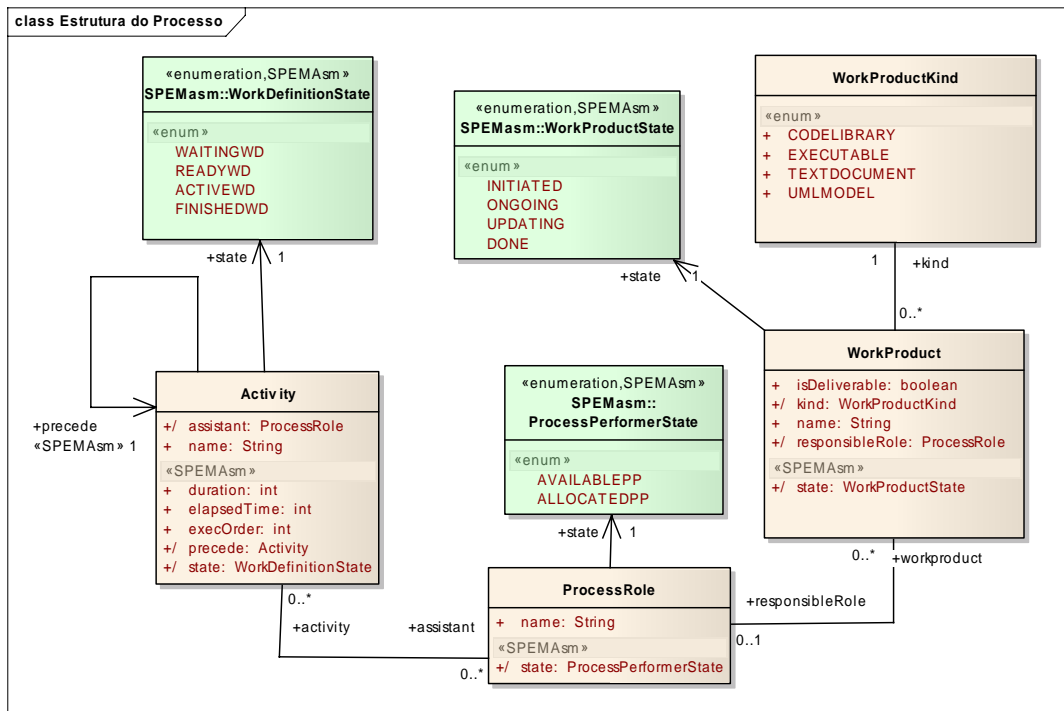 class Estrutura do Processo
«enumeration,SPEMAsm»
SPEMasm::WorkDefinitionState
«enum»
WAITINGWD
READYWD
ACTIVEWD
FINISHEDWD
«enumeration,SPEMAsm»
SPEMasm::WorkProductState
«enum»
INITIATED
ONGOING
UPDATING
DONE
WorkProductKind
«enum»
+ CODELIBRARY
+ EXECUTABLE
+ TEXTDOCUMENT
+ UMLMODEL
+state 1
+state 1
1 +kind
0..*
+precede
«SPEMAsm» 1
Activity
+/ assistant: ProcessRole
+ name: String
«SPEMAsm»
+ duration: int
+ elapsedTime: int
+ execOrder: int
+/ precede: Activity
+/ state: WorkDefinitionState
«enumeration,SPEMAsm»
SPEMasm::
ProcessPerformerState
«enum»
AVAILABLEPP
ALLOCATEDPP
WorkProduct
+ isDeliverable: boolean
+/ kind: WorkProductKind
+ name: String
+/ responsibleRole: ProcessRole
«SPEMAsm»
+/ state: WorkProductState
+state 1
0..* +workproduct
0..*
+activity
+assistant
0..*
ProcessRole
+ name: String
«SPEMAsm»
+/ state: ProcessPerformerState
+responsibleRole
0..1